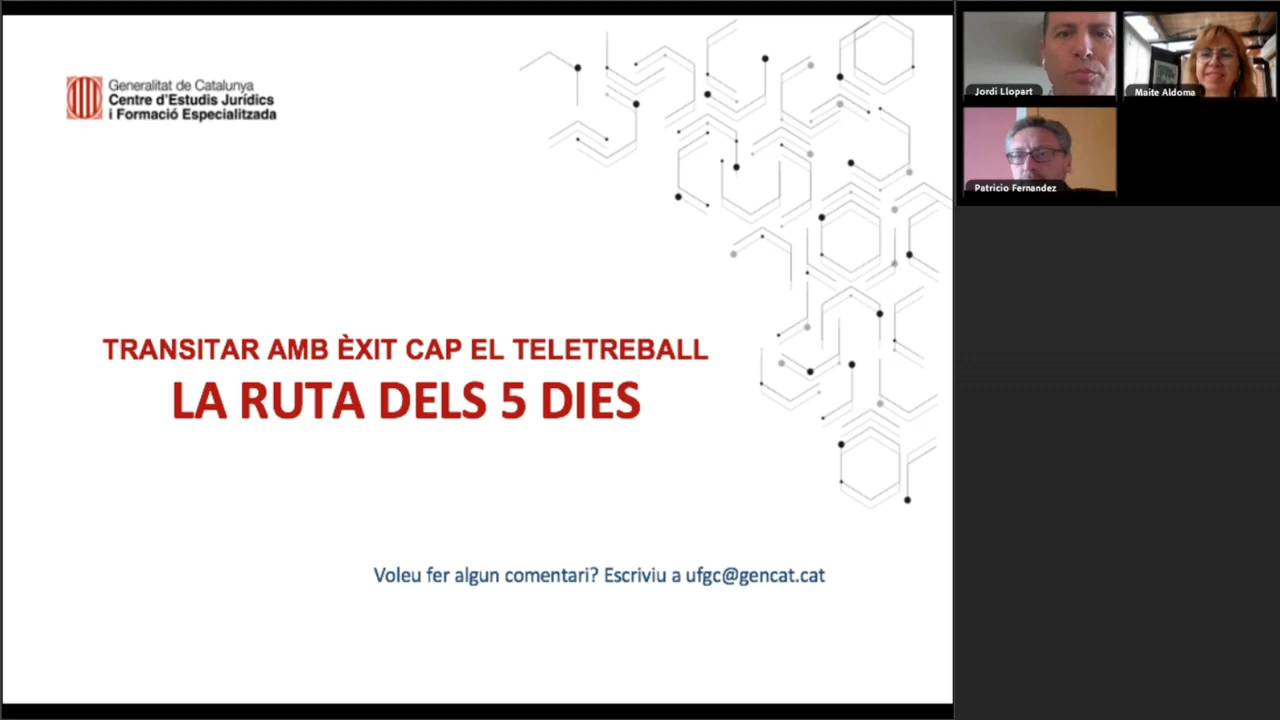 Generalitat de Catalunya
Centre d'Estudis Jurídics
i Formació Especialitzada
TRANSITAR AMB ÈXIT CAP EL TELETREBALL
LA RUTA DELS 5 DIES
Voleu fer algun comentari? Escriviu a ufgc@gencat.cat
Jordi Llopart
Maite Aldoma
Patricio Fernandez